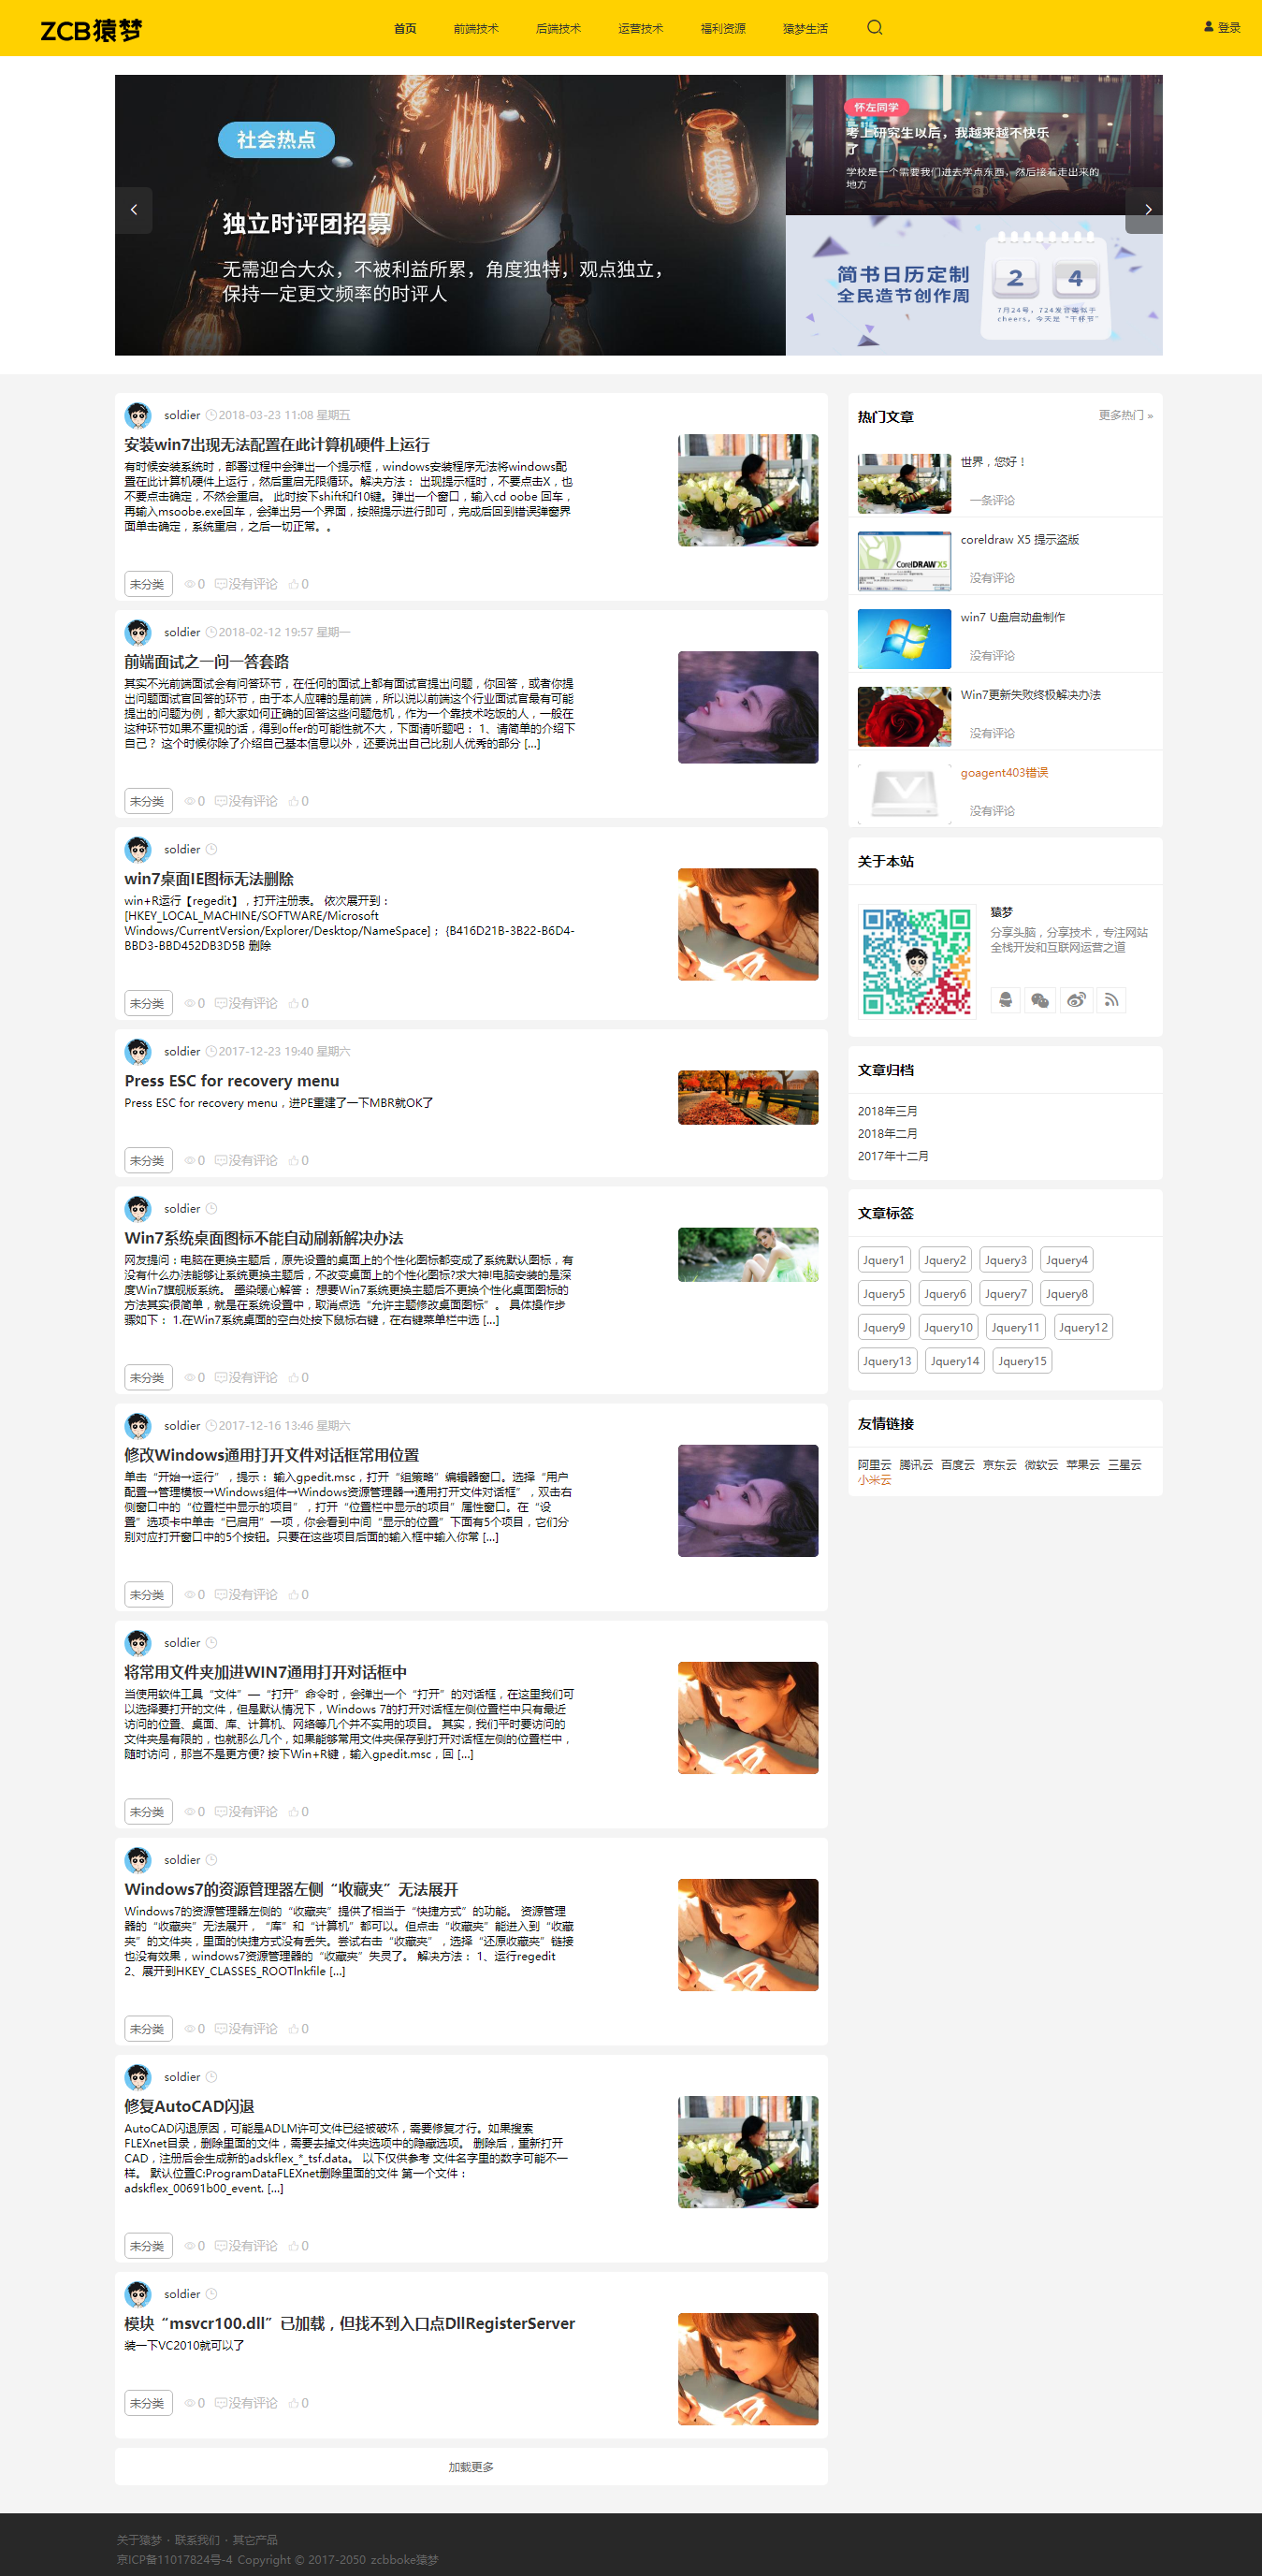 ZCB猿梦
首页 前端技术 后端技术 运营技术 福利资源 猿梦生活
登录
社会热点
独立时评团招募
无需迎合大众，不被利益所累，角度独特，观点独立，
保持一定更文频率的时评人
怀左同学
考上研究生以后，我越来越不快乐
了
学校是一个需要我们进去学点东西，然后接着走出来的
地方
简书日历定制
全民造节创作周
2 4
7月24号，724发音需似于
cheers，今天是“干杯节”
soldier 2018-03-23 11:08 星期五
安装win7出现无法配置在此计算机硬件上运行
有时候安装系统时，部署过程中会弹出一个提示框，windows安装程序无法将windows配
置在此计算机硬件上运行，然后重启无限循环。解决方法： 出现提示框时，不要点击X，也
不要点击确定，不然会重启。 此时按下shift和f10键。弹出一个窗口，输入cd oobe 回车，
再输入msoobe.exe回车，会弹出另一个界面，按照提示进行即可，完成后回到错误弹窗界
面单击确定，系统重启，之后一切正常。。
未分类 0 没有评论 0
soldier 2018-02-12 19:57 星期一
前端面试之一问一答套路
其实不光前端面试会有问答环节，在任何的面试上都有面试官提出问题，你回答，或者你提
出问题面试官回答的环节，由于本人应聘的是前端，所以说以前端这个行业面试官最有可能
提出的问题为例，都大家如何正确的回答这些问题危机，作为一个靠技术吃饭的人，一般在
这种环节如果不重视的话，得到offer的可能性就不大，下面请听题吧： 1、请简单的介绍下
自己？ 这个时候你除了介绍自己基本信息以外，还要说出自己比别人优秀的部分 [...]
未分类 0 没有评论 0
soldier
win7桌面IE图标无法删除
win+R运行【regedit】，打开注册表。 依次展开到：
[HKEY_LOCAL_MACHINE/SOFTWARE/Microsoft
Windows/CurrentVersion/Explorer/Desktop/NameSpace]； {B416D21B-3B22-B6D4-
BBD3-BBD452DB3D5B 删除
未分类 0 没有评论 0
soldier 2017-12-23 19:40 星期六
Press ESC for recovery menu
Press ESC for recovery menu，进PE重建了一下MBR就OK了
未分类 0 没有评论 0
soldier
Win7系统桌面图标不能自动刷新解决办法
网友提问：电脑在更换主题后，原先设置的桌面上的个性化图标都变成了系统默认图标，有
没有什么办法能够让系统更换主题后，不改变桌面上的个性化图标?求大神!电脑安装的是深
度Win7旗舰版系统。 墨染暖心解答： 想要Win7系统更换主题后不更换个性化桌面图标的
方法其实很简单，就是在系统设置中，取消点选“允许主题修改桌面图标”。 具体操作步
骤如下： 1.在Win7系统桌面的空白处按下鼠标右键，在右键菜单栏中选 [...]
未分类 0 没有评论 0
soldier 2017-12-16 13:46 星期六
修改Windows通用打开文件对话框常用位置
单击“开始→运行”，提示： 输入gpedit.msc，打开“组策略”编辑器窗口。选择“用户
配置→管理模板→Windows组件→Windows资源管理器→通用打开文件对话框”，双击右
侧窗口中的“位置栏中显示的项目”，打开“位置栏中显示的项目”属性窗口。在“设
置”选项卡中单击“已启用”一项，你会看到中间“显示的位置”下面有5个项目，它们分
别对应打开窗口中的5个按钮。只要在这些项目后面的输入框中输入你常 [...]
未分类 0 没有评论 0
soldier
将常用文件夹加进WIN7通用打开对话框中
当使用软件工具“文件”—“打开”命令时，会弹出一个“打开”的对话框，在这里我们可
以选择要打开的文件，但是默认情况下，Windows 7的打开对话框左侧位置栏中只有最近
访问的位置、桌面、库、计算机、网络等几个并不实用的项目。 其实，我们平时要访问的
文件夹是有限的，也就那么几个，如果能够常用文件夹保存到打开对话框左侧的位置栏中，
随时访问，那岂不是更方便? 按下Win+R键，输入gpedit.msc，回 [...]
未分类 0 没有评论 0
soldier
Windows7的资源管理器左侧“收藏夹”无法展开
Windows7的资源管理器左侧的“收藏夹”提供了相当于“快捷方式”的功能。 资源管理
器的“收藏夹”无法展开，“库”和“计算机”都可以。但点击“收藏夹”能进入到“收藏
夹”的文件夹，里面的快捷方式没有丢失。尝试右击“收藏夹”，选择“还原收藏夹”链接
也没有效果，windows7资源管理器的“收藏夹”失灵了。 解决方法： 1、运行regedit
2、展开到HKEY_CLASSES_ROOTlnkfile [...]
未分类 0 没有评论 0
soldier
修复AutoCAD闪退
AutoCAD闪退原因，可能是ADLM许可文件已经被破坏，需要修复才行。如果搜索
FLEXnet目录，删除里面的文件，需要去掉文件夹选项中的隐藏选项。 删除后，重新打开
CAD，注册后会生成新的adskflex_*_tsf.data。 以下仅供参考 文件名字里的数字可能不一
样。 默认位置C:ProgramDataFLEXnet删除里面的文件 第一个文件：
adskflex_00691b00_event. [...]
未分类 0 没有评论 0
soldier
模块“msvcr100.dll”已加载，但找不到入口点DllRegisterServer
装一下VC2010就可以了
未分类 0 没有评论 0
加载更多
热门文章 更多热门 »
世界，您好！
一条评论
CorelDRAW X5
coreldraw X5 提示盗版
没有评论
win7 U盘启动盘制作
没有评论
Win7更新失败终极解决办法
没有评论
goagent403错误
没有评论
关于本站
猿梦
分享头脑，分享技术，专注网站
全栈开发和互联网运营之道
文章归档
2018年三月
2018年二月
2017年十二月
文章标签
Jquery1 Jquery2 Jquery3 Jquery4
Jquery5 Jquery6 Jquery7 Jquery8
Jquery9 Jquery10 Jquery11 Jquery12
Jquery13 Jquery14 Jquery15
友情链接
阿里云 腾讯云 百度云 京东云 微软云 苹果云 三星云
小米云
关于猿梦 · 联系我们 · 其它产品
京ICP备11017824号-4 Copyright © 2017-2050 zcbboke猿梦